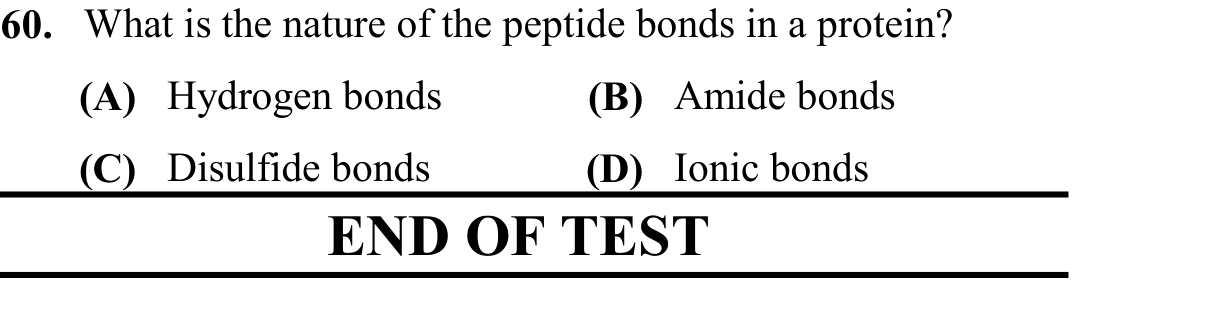 60. What is the nature of the peptide bonds in a protein?
(A) Hydrogen bonds (B) Amide bonds
(C) Disulfide bonds (D) Ionic bonds
END OF TEST